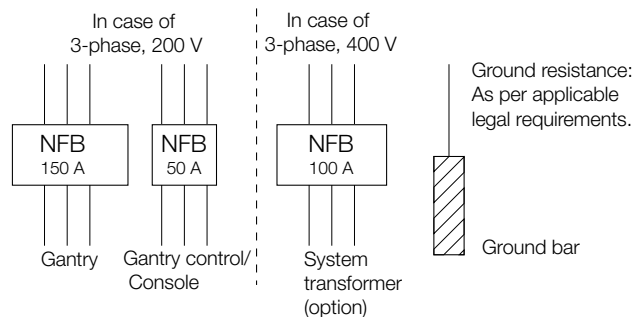 In case of
3-phase, 200 V
In case of
3-phase, 400 V
Ground resistance:
As per applicable
legal requirements.
NFB
150 A
NFB
50 A
NFB
100 A
Gantry
Gantry control/
Console
System
transformer
(option)
Ground bar